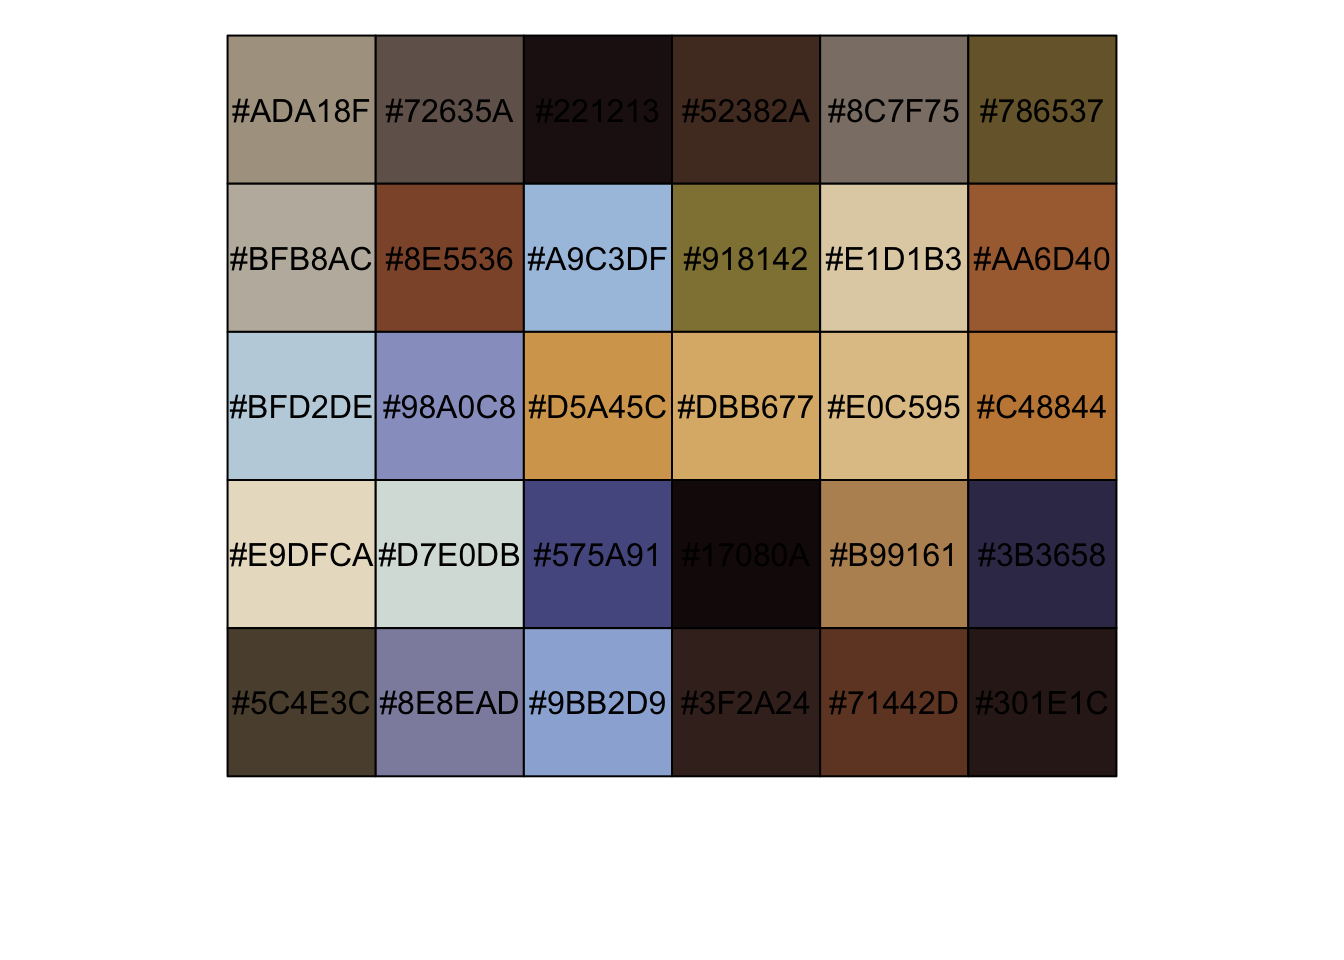 #ADA18F #72635A #221213 #52382A #8C7F75 #786537
#BFB8AC #8E5536 #A9C3DF #918142 #E1D1B3 #AA6D40
#BFD2DE #98A0C8 #D5A45C #DBB677 #E0C595 #C48844
#E9DFCA #D7E0DB #575A91 #17080A #B99161 #3B3658
#5C4E3C #8E8EAD #9BB2D9 #3F2A24 #71442D #301E1C